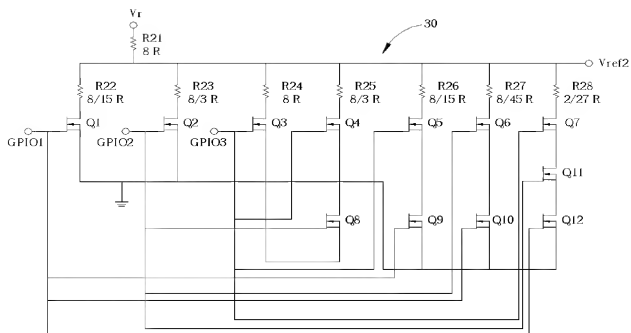 Vr
30
R21
8 R
Vref2
R22
8/15 R
R23
8/3 R
R24
8 R
R25
8/3 R
R26
8/15 R
R27
8/45 R
R28
2/27 R
Q1
Q2
Q3
Q4
Q5
Q6
Q7
GPIO1
GPIO2
GPIO3
Q11
Q8
Q9
Q10
Q12